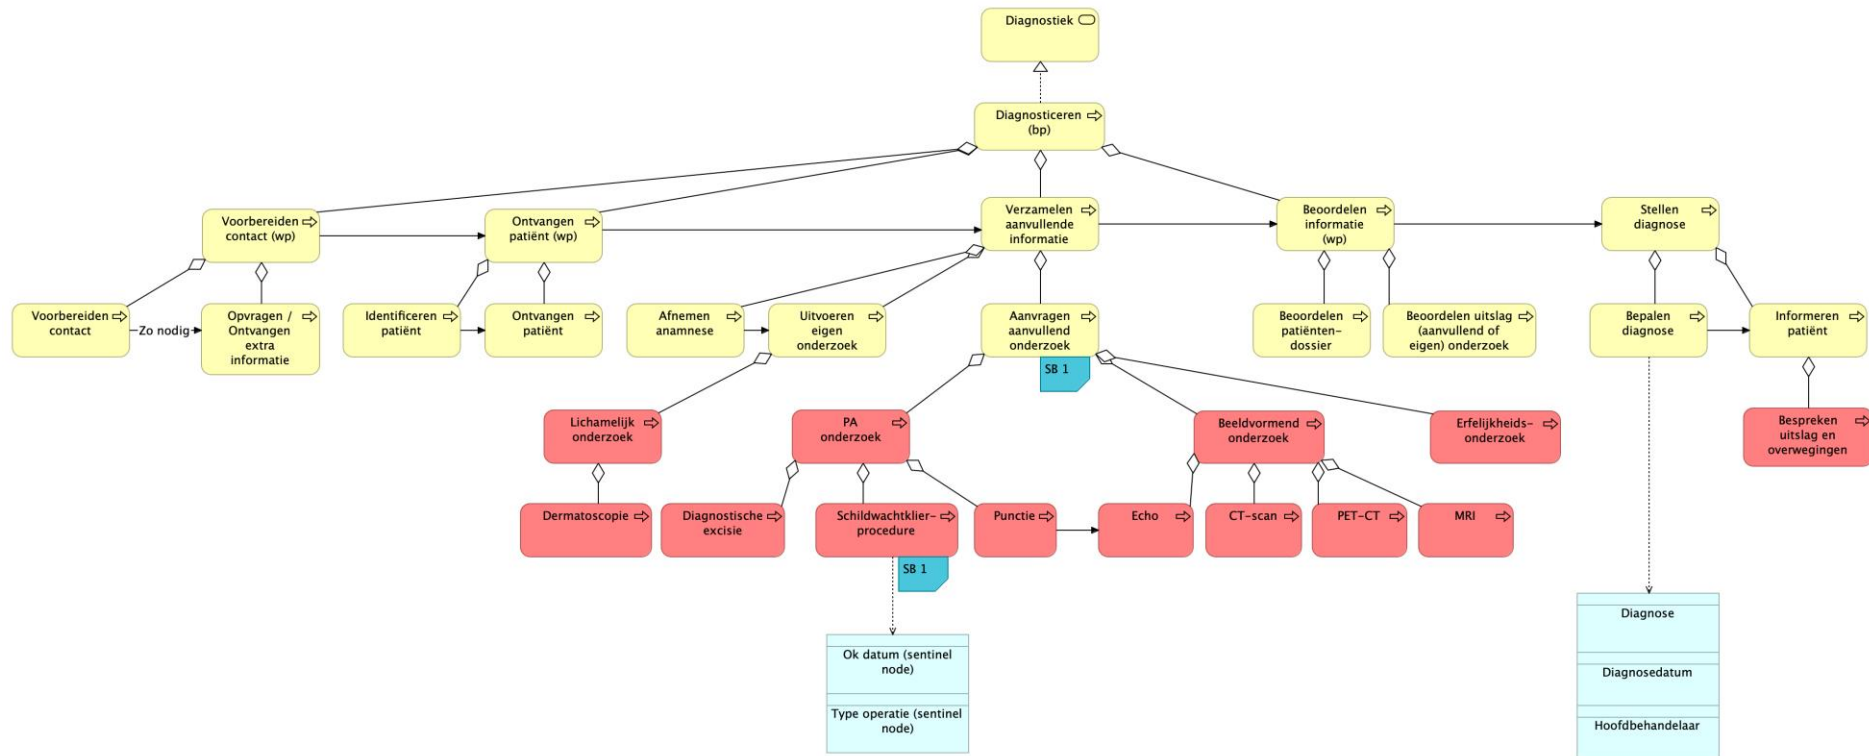 Diagnostiek
Diagnosticeren
(bp)
Voorbereiden
contact (wp)
Ontvangen
patiënt (wp)
Verzamelen
aanvullende
informatie
Beoordelen
informatie
(wp)
Stellen
diagnose
Voorbereiden
contact
Zo nodig
Opvragen /
Ontvangen
extra
informatie
Identificeren
patiënt
Ontvangen
patiënt
Afnemen
anamnese
Uitvoeren
eigen
onderzoek
Aanvragen
aanvullend
onderzoek
SB 1
Beoordelen
patiënten-
dossier
Beoordelen uitslag
(aanvullend of
eigen) onderzoek
Bepalen
diagnose
Informeren
patiënt
Lichamelijk
onderzoek
PA
onderzoek
Beeldvormend
onderzoek
Erfelijkheids-
onderzoek
Bespreken
uitslag en
overwegingen
Dermatoscopie
Diagnostische
excisie
Schildwachtklier-
procedure
SB 1
Punctie
Echo
CT-scan
PET-CT
MRI
Ok datum (sentinel
node)
Type operatie (sentinel
node)
Diagnose
Diagnosedatum
Hoofdbehandelaar